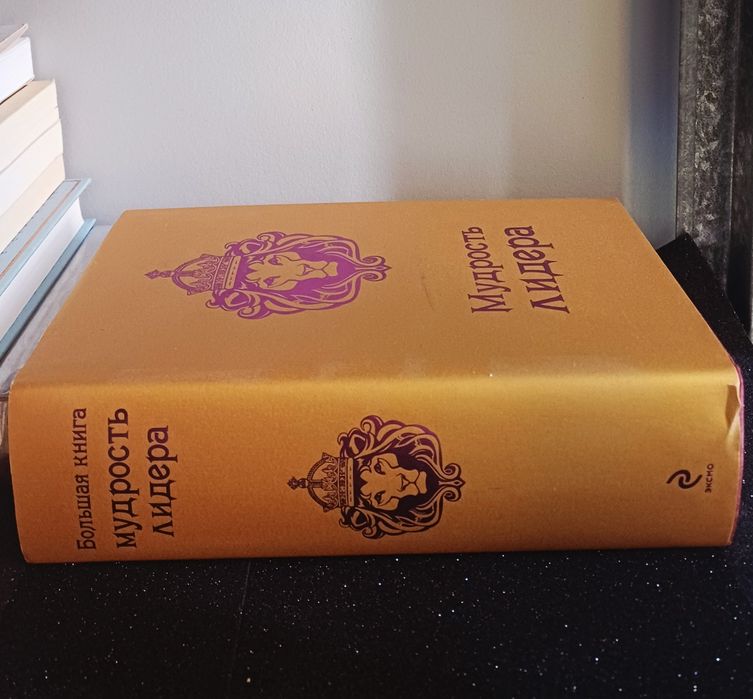 Мудрость
лидера
Большая книга
мудрость
лидера
эксмо